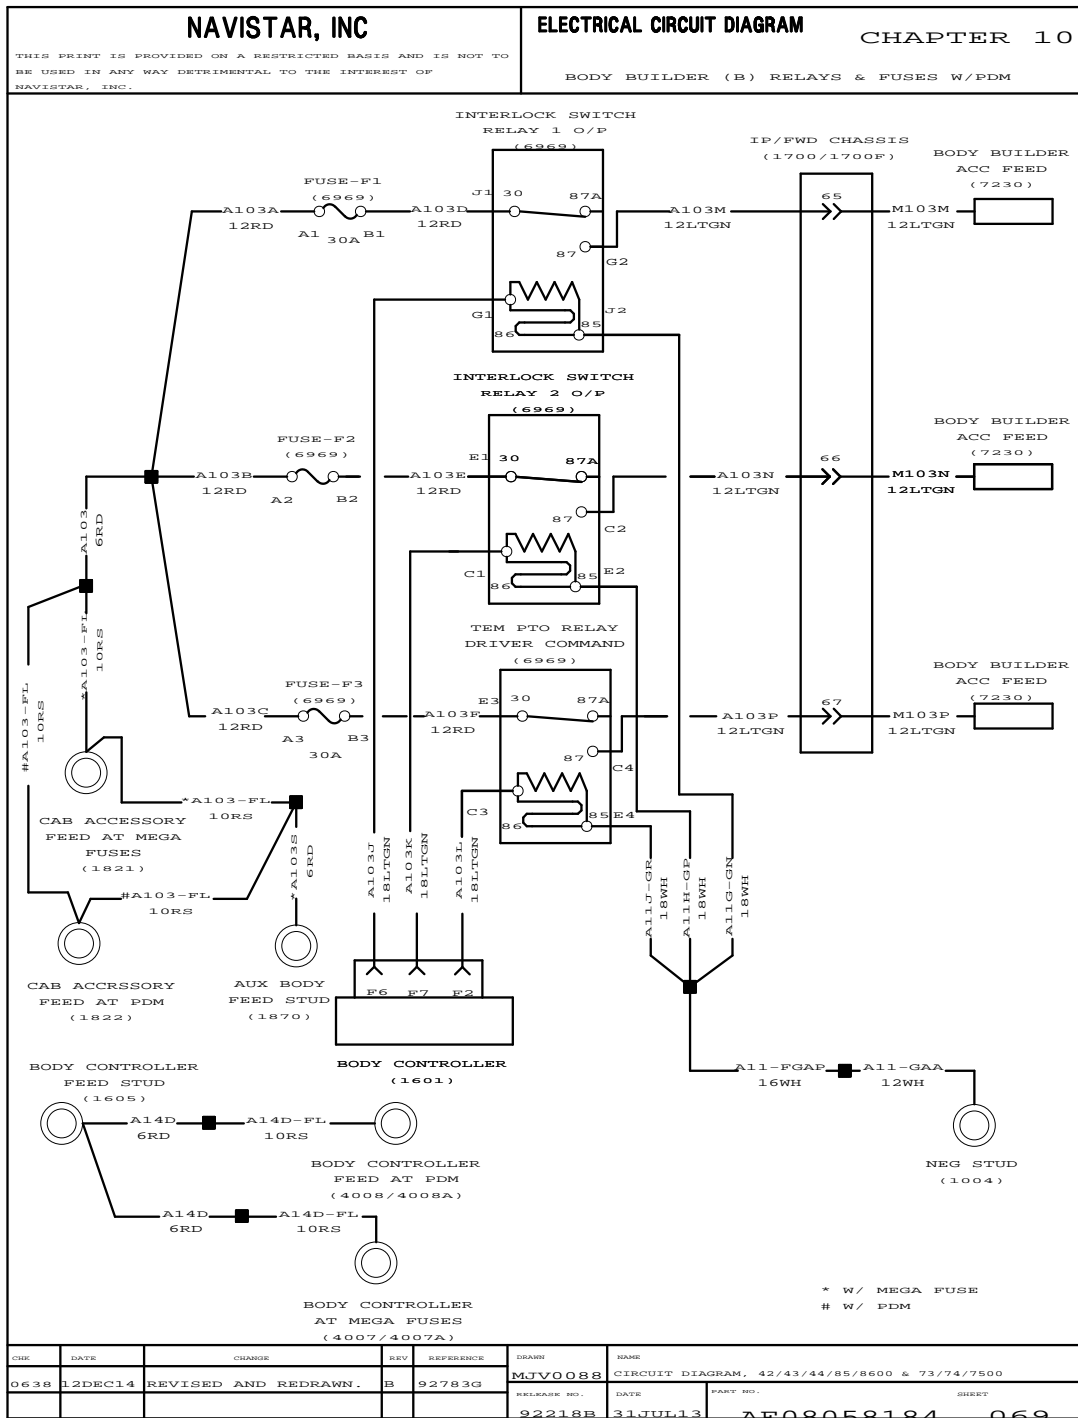 NAVISTAR, INC
THIS PRINT IS PROVIDED ON A RESTRICTED BASIS AND IS NOT TO
BE USED IN ANY WAY DETRIMENTAL TO THE INTEREST OF
NAVISTAR, INC.
ELECTRICAL CIRCUIT DIAGRAM
CHAPTER 10
BODY BUILDER (B) RELAYS & FUSES W/PDM
INTERLOCK SWITCH
RELAY 1 O/P
(6969)
IP/FWD CHASSIS
(1700/1700F)
BODY BUILDER
ACC FEED
(7230)
FUSE-F1
(6969)
A103A
12RD
A1
30A
B1
A103D
12RD
J1
30
87A
87
G2
A103M
12LTGN
65
M103M
12LTGN
G1
86
85
J2
INTERLOCK SWITCH
RELAY 2 O/P
(6969)
BODY BUILDER
ACC FEED
(7230)
FUSE-F2
(6969)
A103B
12RD
A2
B2
A103E
12RD
E1
30
87A
87
C2
A103N
12LTGN
66
M103N
12LTGN
C1
86
85
E2
A103
6RD
*A103-FL
10RS
#A103-FL
10RS
TEM PTO RELAY
DRIVER COMMAND
(6969)
BODY BUILDER
ACC FEED
(7230)
FUSE-F3
(6969)
A103C
12RD
A3
30A
B3
A103F
12RD
E3
30
87A
87
C4
A103P
12LTGN
67
M103P
12LTGN
C3
86
85
E4
CAB ACCESSORY
FEED AT MEGA
FUSES
(1821)
*A103-FL
10RS
#A103-FL
10RS
*A103S
6RD
A103J
18LTGN
A103K
18LTGN
A103L
18LTGN
A11J-GR
18WH
A11H-GP
18WH
A11G-GN
18WH
CAB ACCRSSORY
FEED AT PDM
(1822)
AUX BODY
FEED STUD
(1870)
F6
F7
F2
BODY CONTROLLER
(1601)
A11-FGAP
16WH
A11-GAA
12WH
NEG STUD
(1004)
BODY CONTROLLER
FEED STUD
(1605)
A14D
6RD
A14D-FL
10RS
BODY CONTROLLER
FEED AT PDM
(4008/4008A)
A14D
6RD
A14D-FL
10RS
BODY CONTROLLER
AT MEGA FUSES
(4007/4007A)
* W/ MEGA FUSE
# W/ PDM
CHK DATE CHANGE REV REFERENCE
0638 12DEC14 REVISED AND REDRAWN. B 92783G
DRAWN
MJV0088
NAME
CIRCUIT DIAGRAM, 42/43/44/85/8600 & 73/74/7500
RELEASE NO.
92218B
DATE
31JUL13
PART NO.
AF08058184
SHEET
069